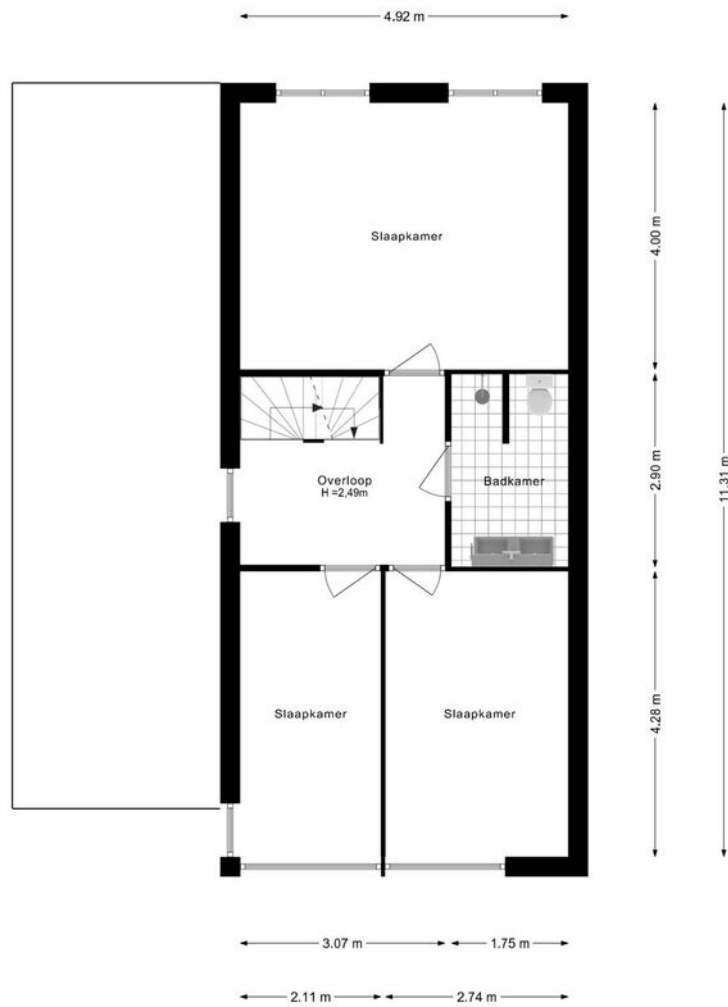 4.92 m
Slaapkamer
4.00 m
Overloop
H =2,49m
Badkamer
2.90 m
11.31 m
Slaapkamer
Slaapkamer
4.28 m
3.07 m
1.75 m
2.11 m
2.74 m